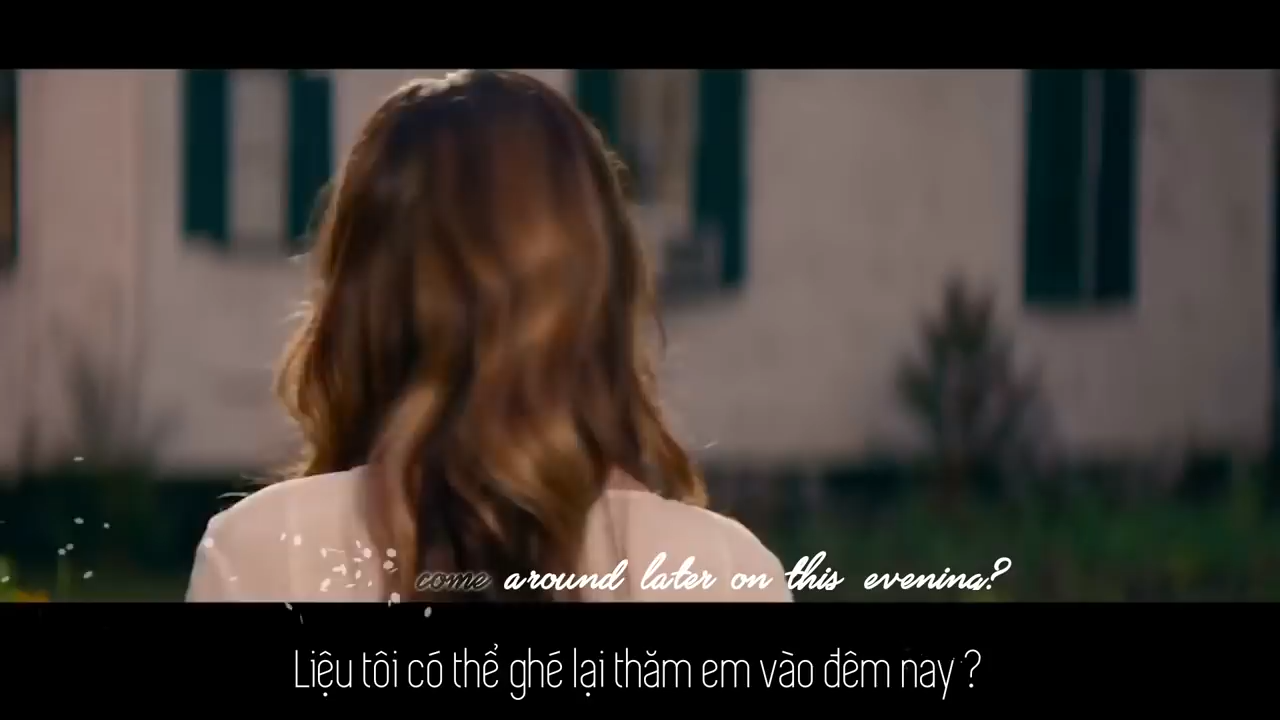 come around later on this evening?
Liệu tôi có thể ghé lại thăm em vào đêm nay ?